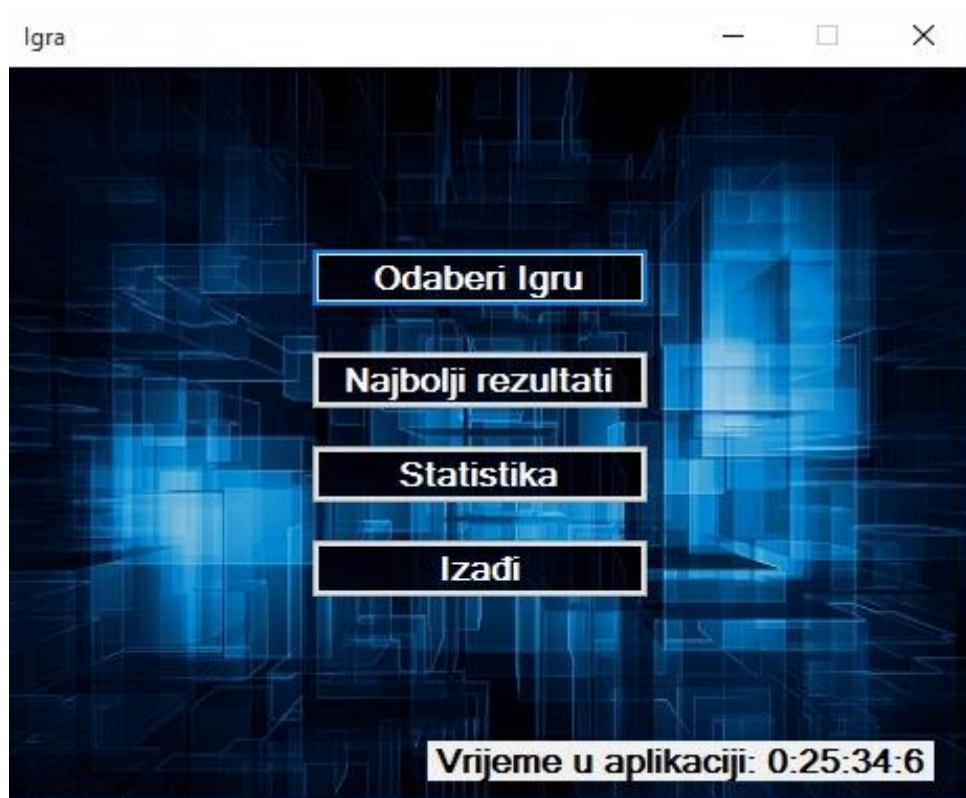 Igra
Odaberi Igru
Najbolji rezultati
Statistika
Izađi
Vrijeme u aplikaciji: 0:25:34:6